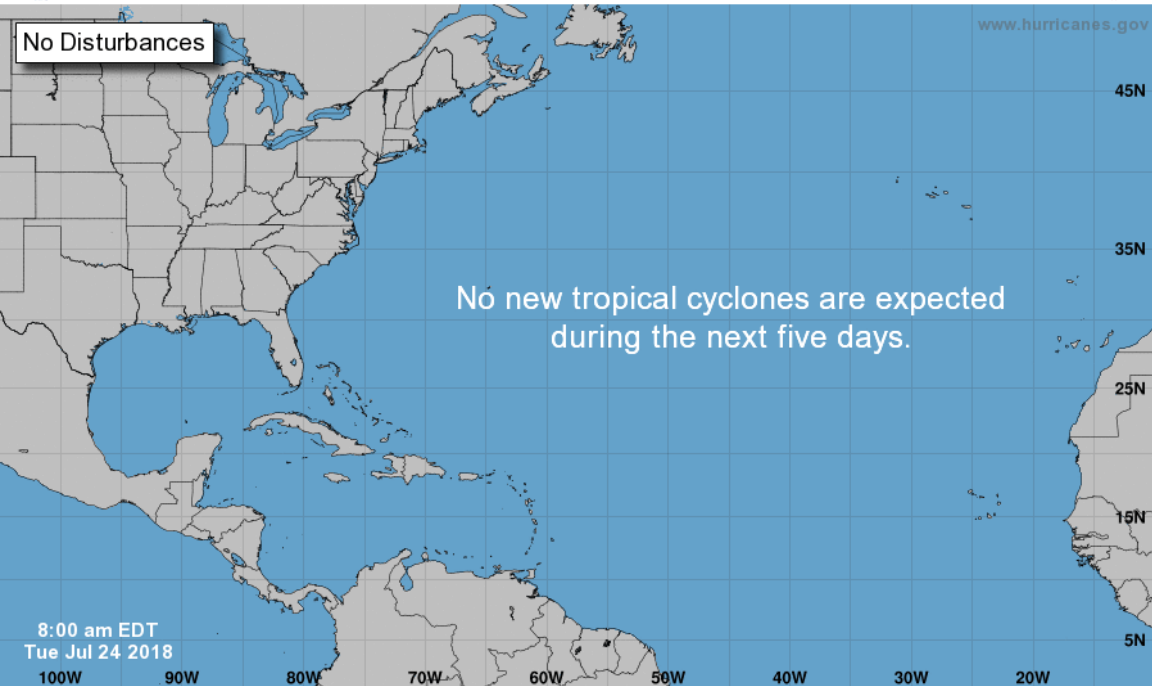 No Disturbances
www.hurricanes.gov
45N
35N
No new tropical cyclones are expected
during the next five days.
25N
15N
8:00 am EDT
Tue Jul 24 2018
5N
100W 90W 80W 70W 60W 50W 40W 30W 20W